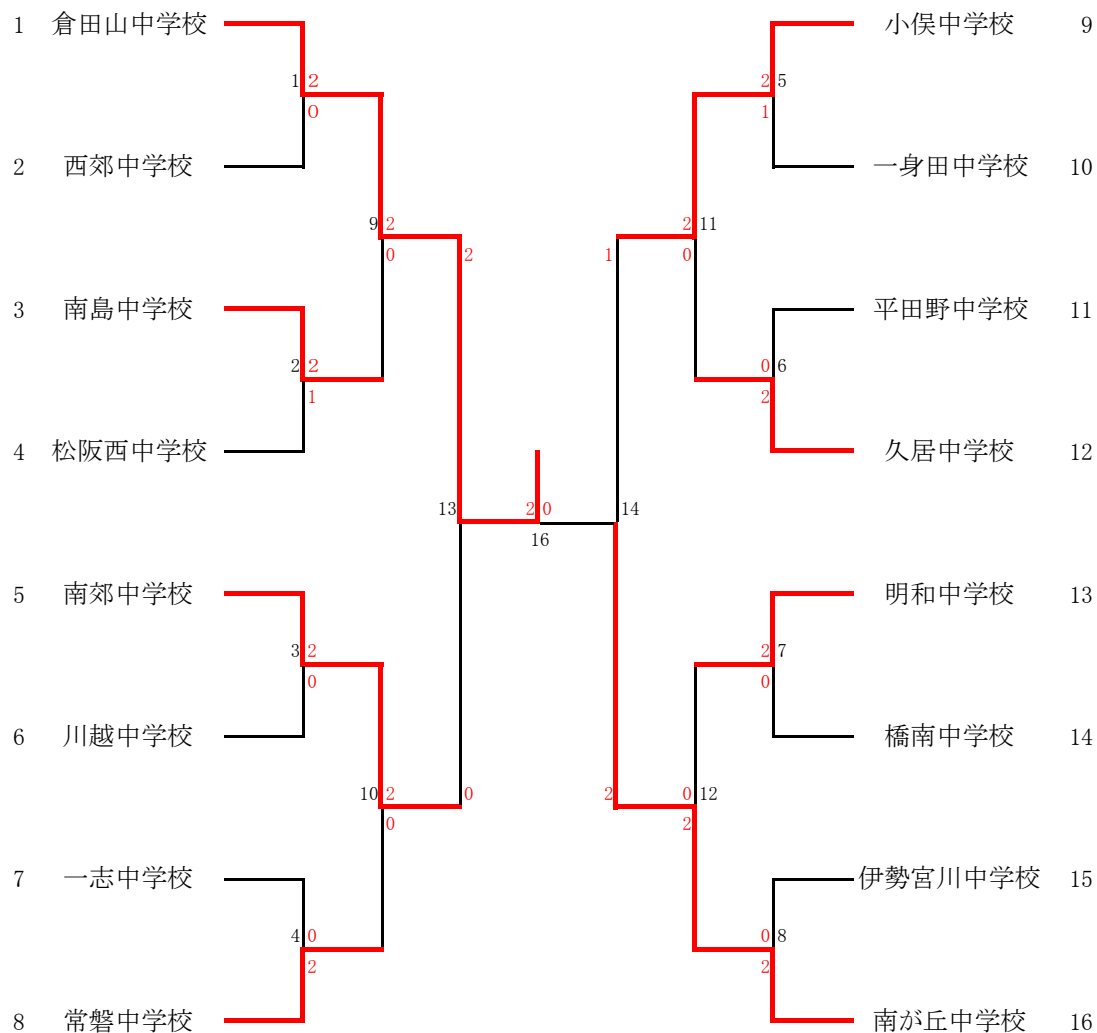 1 倉田山中学校 小俣中学校 9
1 2 2 5
0 1
2 西郊中学校 一身田中学校 10
9 2 2 11
0 2 1 0
3 南島中学校 平田野中学校 11
2 2 0 6
1 2
4 松阪西中学校 久居中学校 12
13 2 0 14
16
5 南郊中学校 明和中学校 13
3 2 2 7
0 0
6 川越中学校 橋南中学校 14
10 2 0 2 0 12
0 2
7 一志中学校 伊勢宮川中学校 15
4 0 0 8
2 2
8 常磐中学校 南が丘中学校 16